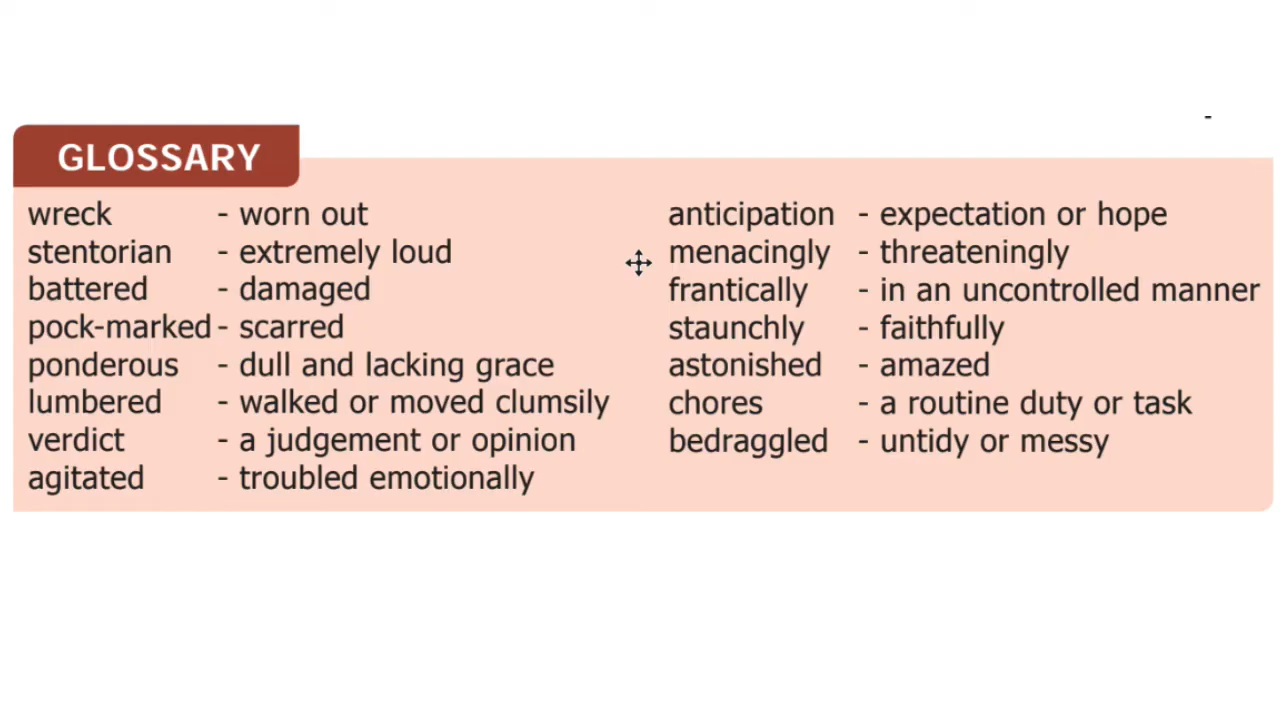 GLOSSARY
wreck - worn out
stentorian - extremely loud
battered - damaged
pock-marked - scarred
ponderous - dull and lacking grace
lumbered - walked or moved clumsily
verdict - a judgement or opinion
agitated - troubled emotionally
anticipation - expectation or hope
menacingly - threateningly
frantically - in an uncontrolled manner
staunchly - faithfully
astonished - amazed
chores - a routine duty or task
bedraggled - untidy or messy